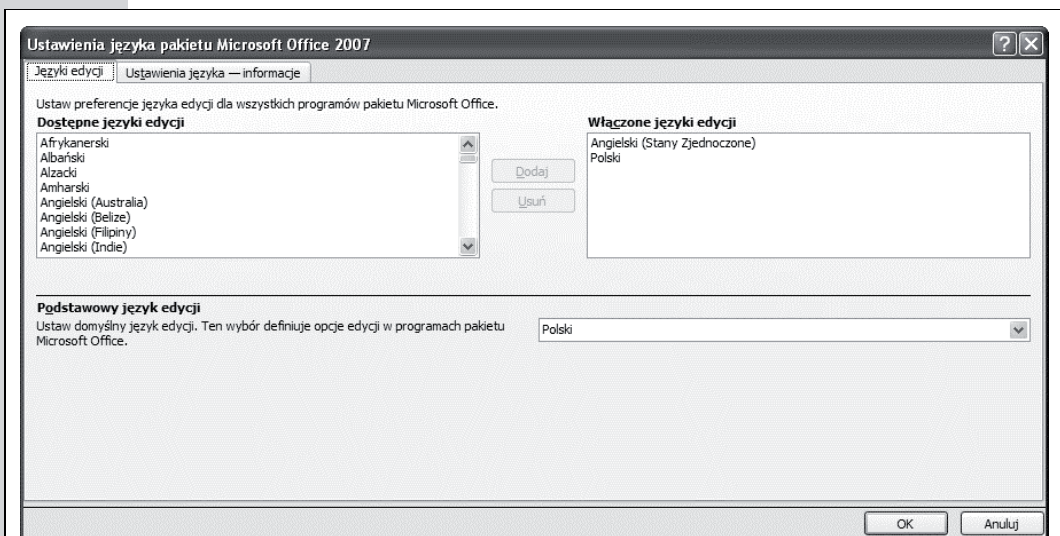 Ustawienia języka pakietu Microsoft Office 2007
Języki edycji
Ustawienia języka — informacje
Ustaw preferencje języka edycji dla wszystkich programów pakietu Microsoft Office.
Dostępne języki edycji
Afrykanerski
Albański
Alzacki
Amharski
Angielski (Australia)
Angielski (Belize)
Angielski (Filipiny)
Angielski (Indie)
Dodaj
Usuń
Włączone języki edycji
Angielski (Stany Zjednoczone)
Polski
Podstawowy język edycji
Ustaw domyślny język edycji. Ten wybór definiuje opcje edycji w programach pakietu
Microsoft Office.
Polski
OK
Anuluj